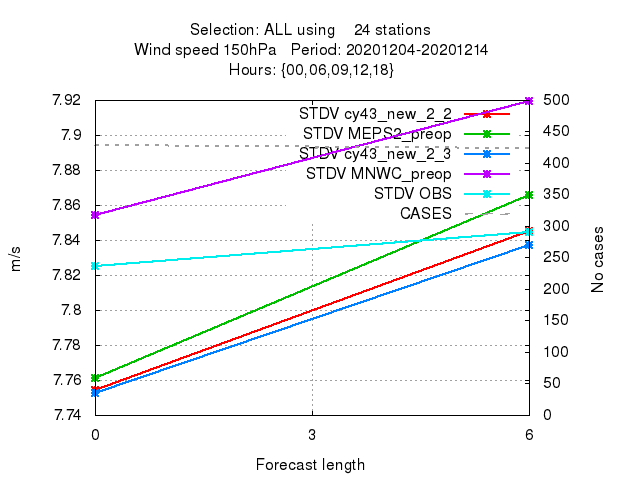 Selection: ALL using 24 stations
Wind speed 150hPa Period: 20201204-20201214
Hours: {00,06,09,12,18}
7.92
7.9
7.88
7.86
7.84
7.82
7.8
7.78
7.76
7.74
m/s
STDV cy43_new_2_2
STDV MEPS2_preop
STDV cy43_new_2_3
STDV MNWC_preop
STDV OBS
CASES
500
450
400
350
300
250
200
150
100
50
0
No cases
0 3 6
Forecast length